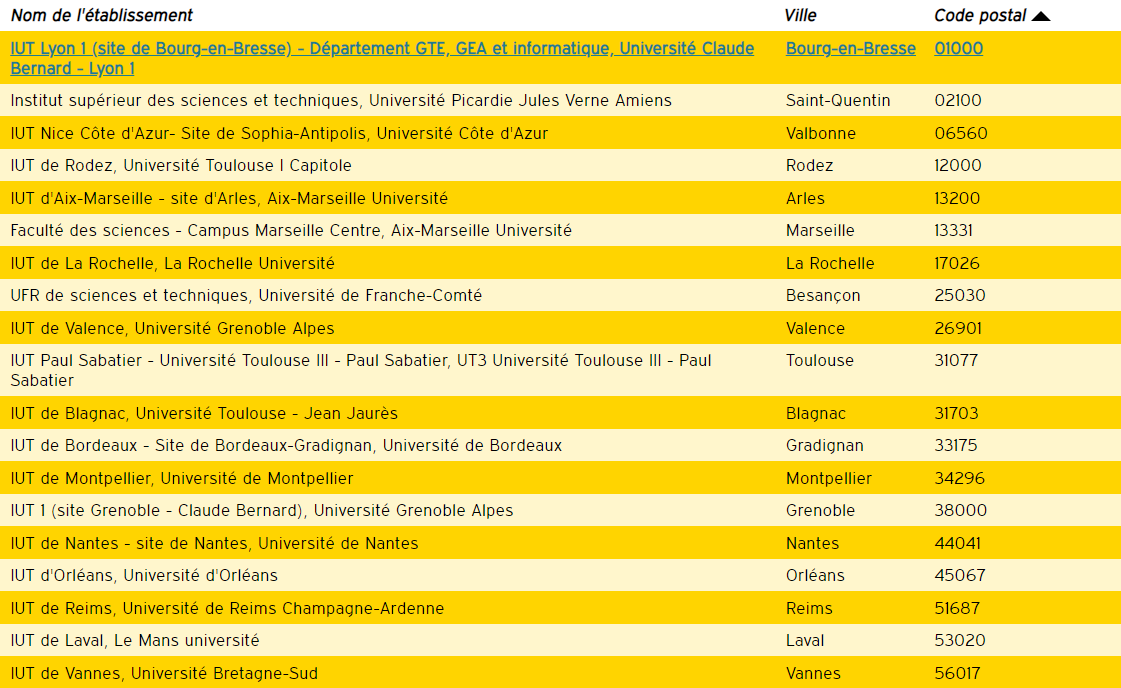 Nom de l'établissement Ville Code postal
IUT Lyon 1 (site de Bourg-en-Bresse) - Département GTE, GEA et informatique, Université Claude Bourg-en-Bresse 01000
Bernard - Lyon 1
Institut supérieur des sciences et techniques, Université Picardie Jules Verne Amiens Saint-Quentin 02100
IUT Nice Côte d'Azur- Site de Sophia-Antipolis, Université Côte d'Azur Valbonne 06560
IUT de Rodez, Université Toulouse I Capitole Rodez 12000
IUT d'Aix-Marseille - site d'Arles, Aix-Marseille Université Arles 13200
Faculté des sciences - Campus Marseille Centre, Aix-Marseille Université Marseille 13331
IUT de La Rochelle, La Rochelle Université La Rochelle 17026
UFR de sciences et techniques, Université de Franche-Comté Besançon 25030
IUT de Valence, Université Grenoble Alpes Valence 26901
IUT Paul Sabatier - Université Toulouse III - Paul Sabatier, UT3 Université Toulouse III - Paul Toulouse 31077
Sabatier
IUT de Blagnac, Université Toulouse - Jean Jaurès Blagnac 31703
IUT de Bordeaux - Site de Bordeaux-Gradignan, Université de Bordeaux Gradignan 33175
IUT de Montpellier, Université de Montpellier Montpellier 34296
IUT 1 (site Grenoble - Claude Bernard), Université Grenoble Alpes Grenoble 38000
IUT de Nantes - site de Nantes, Université de Nantes Nantes 44041
IUT d'Orléans, Université d'Orléans Orléans 45067
IUT de Reims, Université de Reims Champagne-Ardenne Reims 51687
IUT de Laval, Le Mans université Laval 53020
IUT de Vannes, Université Bretagne-Sud Vannes 56017